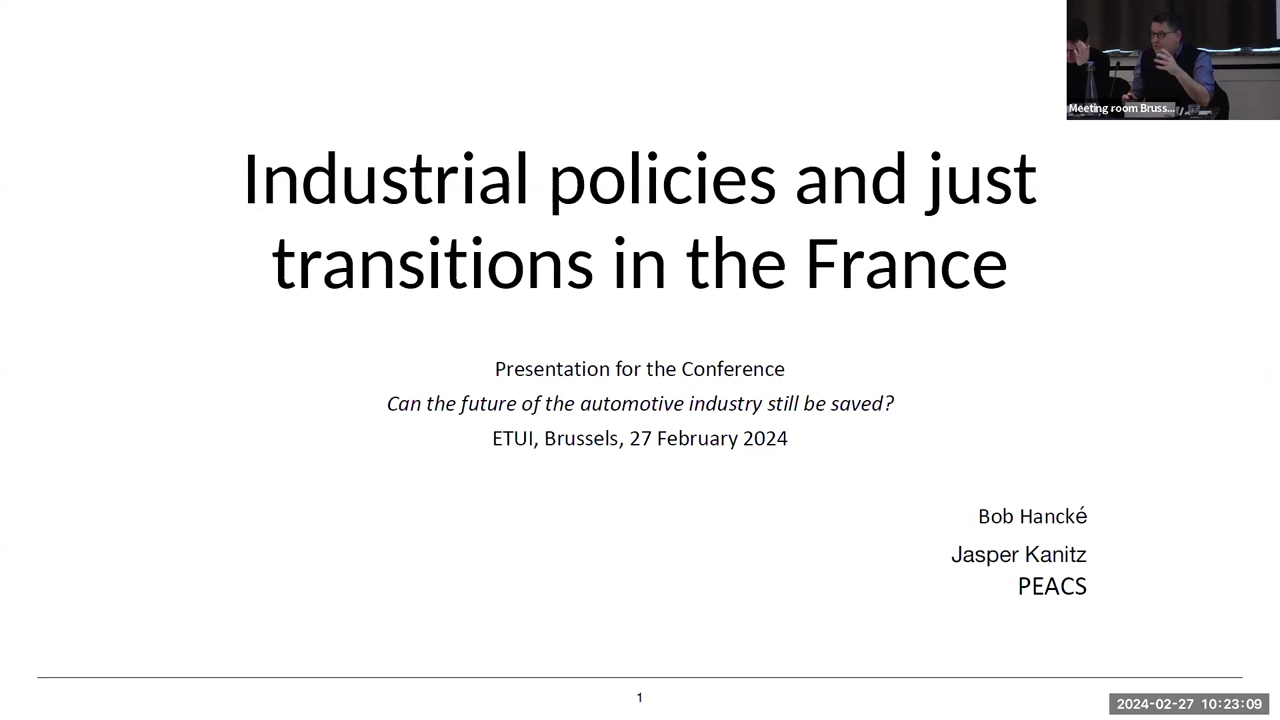 Meeting room Bruss...
Industrial policies and just
transitions in the France
Presentation for the Conference
Can the future of the automotive industry still be saved?
ETUI, Brussels, 27 February 2024
Bob Hancké
Jasper Kanitz
PEACS
1
2024-02-27 10:23:09